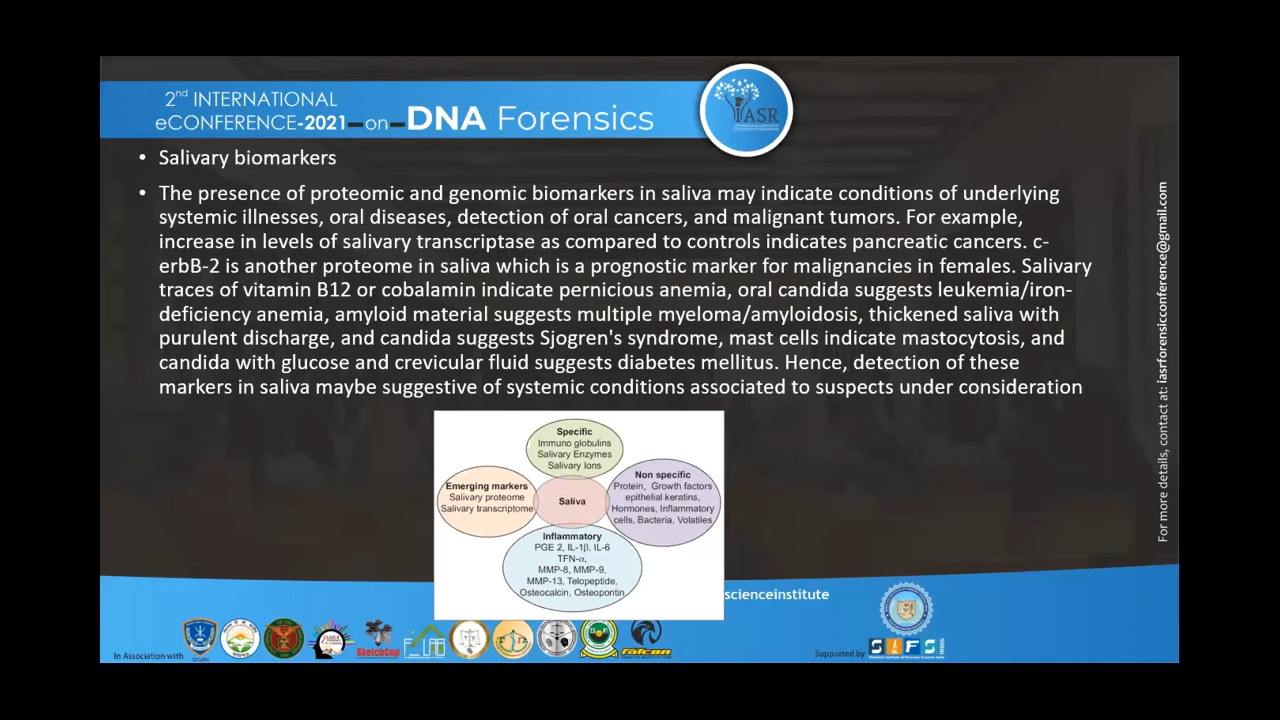 2nd INTERNATIONAL
eCONFERENCE-2021-on-DNA Forensics
IASR
• Salivary biomarkers
• The presence of proteomic and genomic biomarkers in saliva may indicate conditions of underlying
systemic illnesses, oral diseases, detection of oral cancers, and malignant tumors. For example,
increase in levels of salivary transcriptase as compared to controls indicates pancreatic cancers. c-
erbB-2 is another proteome in saliva which is a prognostic marker for malignancies in females. Salivary
traces of vitamin B12 or cobalamin indicate pernicious anemia, oral candida suggests leukemia/iron-
deficiency anemia, amyloid material suggests multiple myeloma/amyloidosis, thickened saliva with
purulent discharge, and candida suggests Sjogren's syndrome, mast cells indicate mastocytosis, and
candida with glucose and crevicular fluid suggests diabetes mellitus. Hence, detection of these
markers in saliva maybe suggestive of systemic conditions associated to suspects under consideration
For more details, contact at: iasrforensicconference@gmail.com
Specific
Immuno globulins
Salivary Enzymes
Salivary Ions
Emerging markers
Salivary proteome
Salivary transcriptome
Saliva
Non specific
Protein, Growth factors
epithelial keratins,
Hormones, Inflammatory
cells, Bacteria, Volatiles
Inflammatory
PGE 2, IL-1β, IL-6
TFN-α,
MMP-8, MMP-9,
MMP-13, Telopeptide,
Osteocalcin, Osteopontin
scienceinstitute
In Association with
SketchCop
LAB
falcon
Supported by
SIFS INDIA